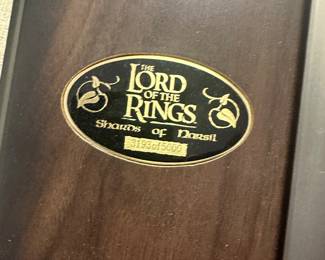 THE
LORD
OF THE
RINGS
Shards of Narsil
3193 of 5000